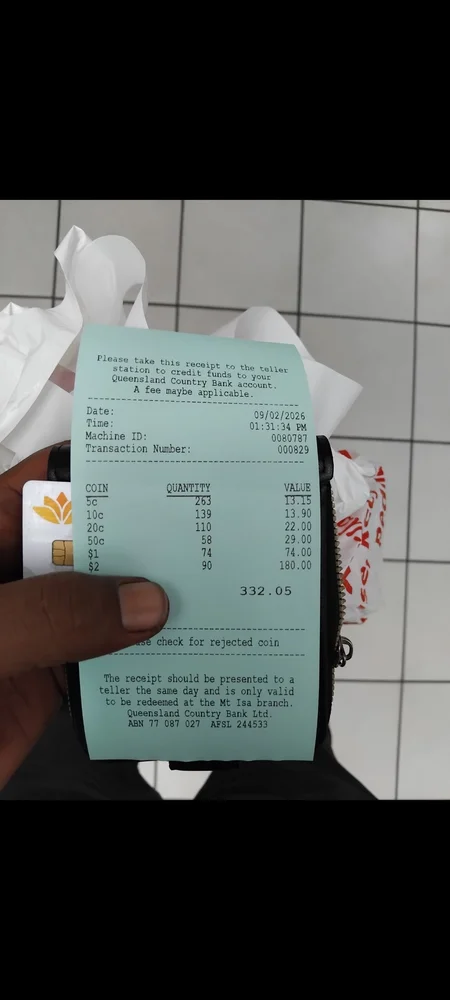 Please take this receipt to the teller
station to credit funds to your
Queensland Country Bank account.
A fee maybe applicable.
Date: 09/02/2026
Time: 01:31:34 PM
Machine ID: 0080787
Transaction Number: 000829
COIN QUANTITY VALUE
5c 263 13.15
10c 139 13.90
20c 110 22.00
50c 58 29.00
$1 74 74.00
$2 90 180.00
332.05
check for rejected coin
The receipt should be presented to a
teller the same day and is only valid
to be redeemed at the Mt Isa branch.
Queensland Country Bank Ltd.
ABN 77 087 027 AFSL 244533